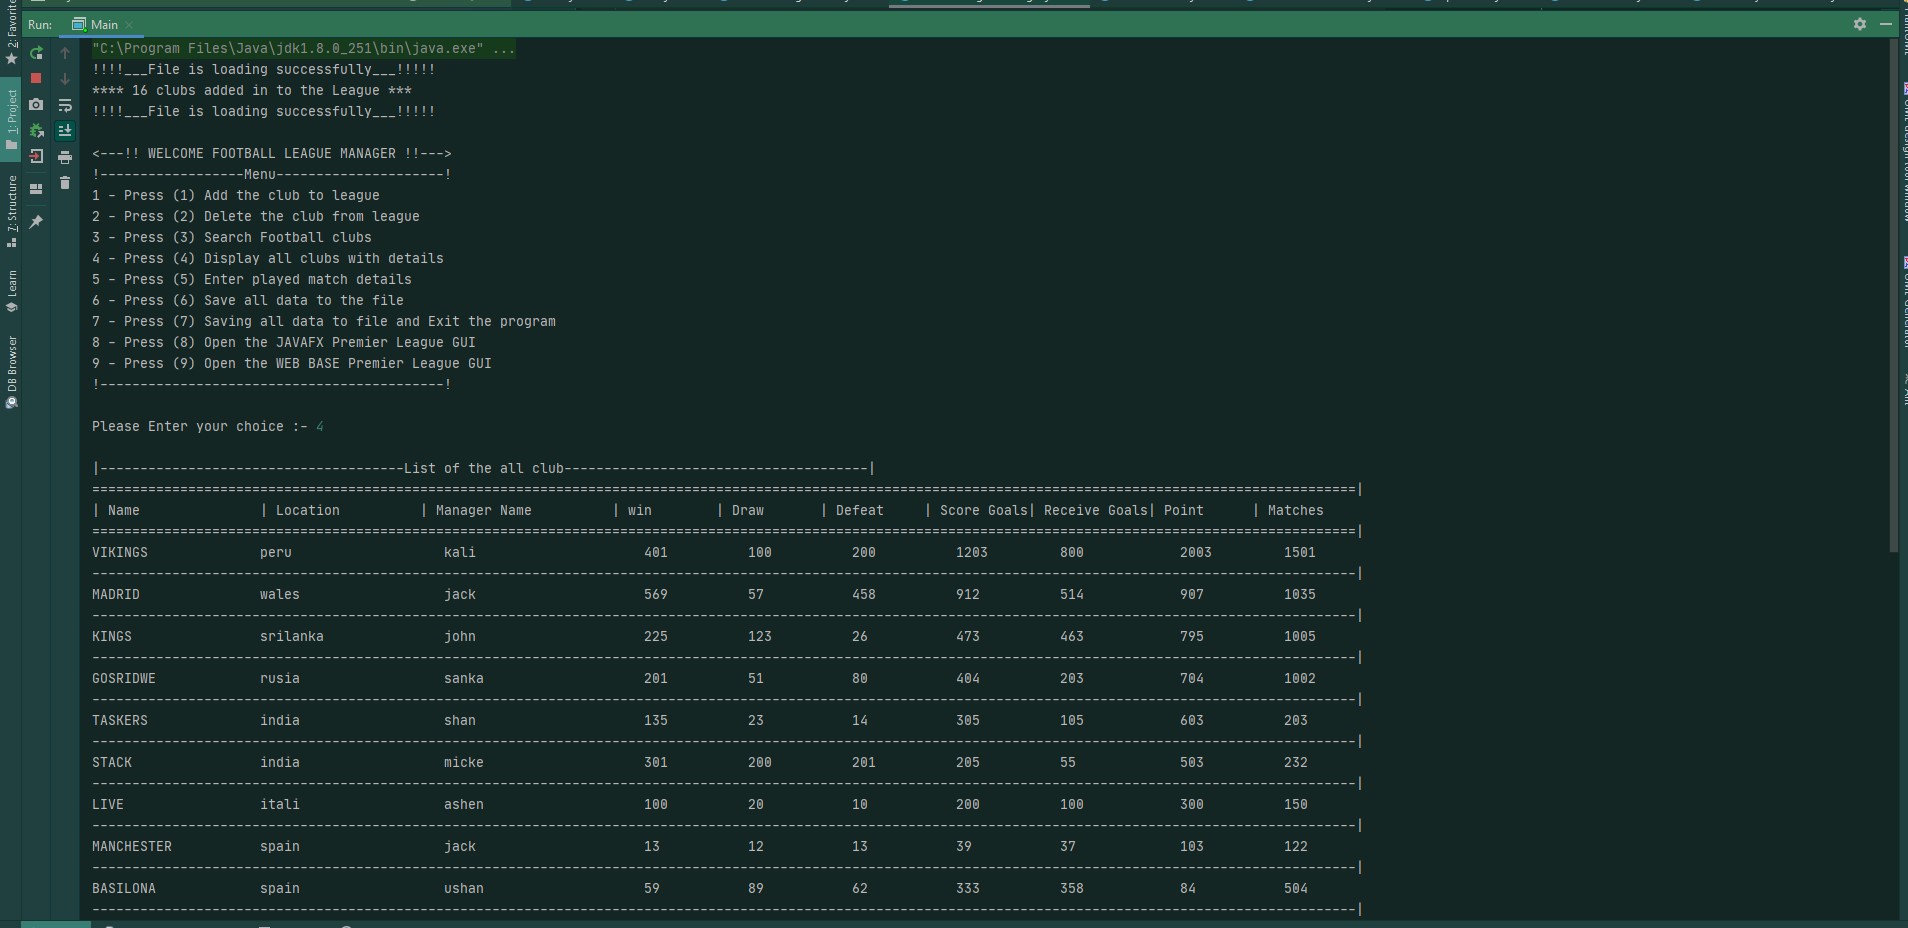 Run: Main
2: Favorites
1: Project
7: Structure
Learn
DB Browser
"C:\Program Files\Java\jdk1.8.0_251\bin\java.exe" ...
!!!!___File is loading successfully___!!!!!
**** 16 clubs added in to the League ***
!!!!___File is loading successfully___!!!!!
<---!! WELCOME FOOTBALL LEAGUE MANAGER !!--->
!------------------Menu---------------------!
1 - Press (1) Add the club to league
2 - Press (2) Delete the club from league
3 - Press (3) Search Football clubs
4 - Press (4) Display all clubs with details
5 - Press (5) Enter played match details
6 - Press (6) Save all data to the file
7 - Press (7) Saving all data to file and Exit the program
8 - Press (8) Open the JAVAFX Premier League GUI
9 - Press (9) Open the WEB BASE Premier League GUI
!-------------------------------------------!
Please Enter your choice :- 4
|--------------------------------------List of the all club--------------------------------------|
| Name | Location | Manager Name | win | Draw | Defeat | Score Goals| Receive Goals| Point | Matches
VIKINGS peru kali 401 100 200 1203 800 2003 1501
MADRID wales jack 569 57 458 912 514 907 1035
KINGS srilanka john 225 123 26 473 463 795 1005
GOSRIDWE rusia sanka 201 51 80 404 203 704 1002
TASKERS india shan 135 23 14 305 105 603 203
STACK india micke 301 200 201 205 55 503 232
LIVE itali ashen 100 20 10 200 100 300 150
MANCHESTER spain jack 13 12 13 39 37 103 122
BASILONA spain ushan 59 89 62 333 358 84 504